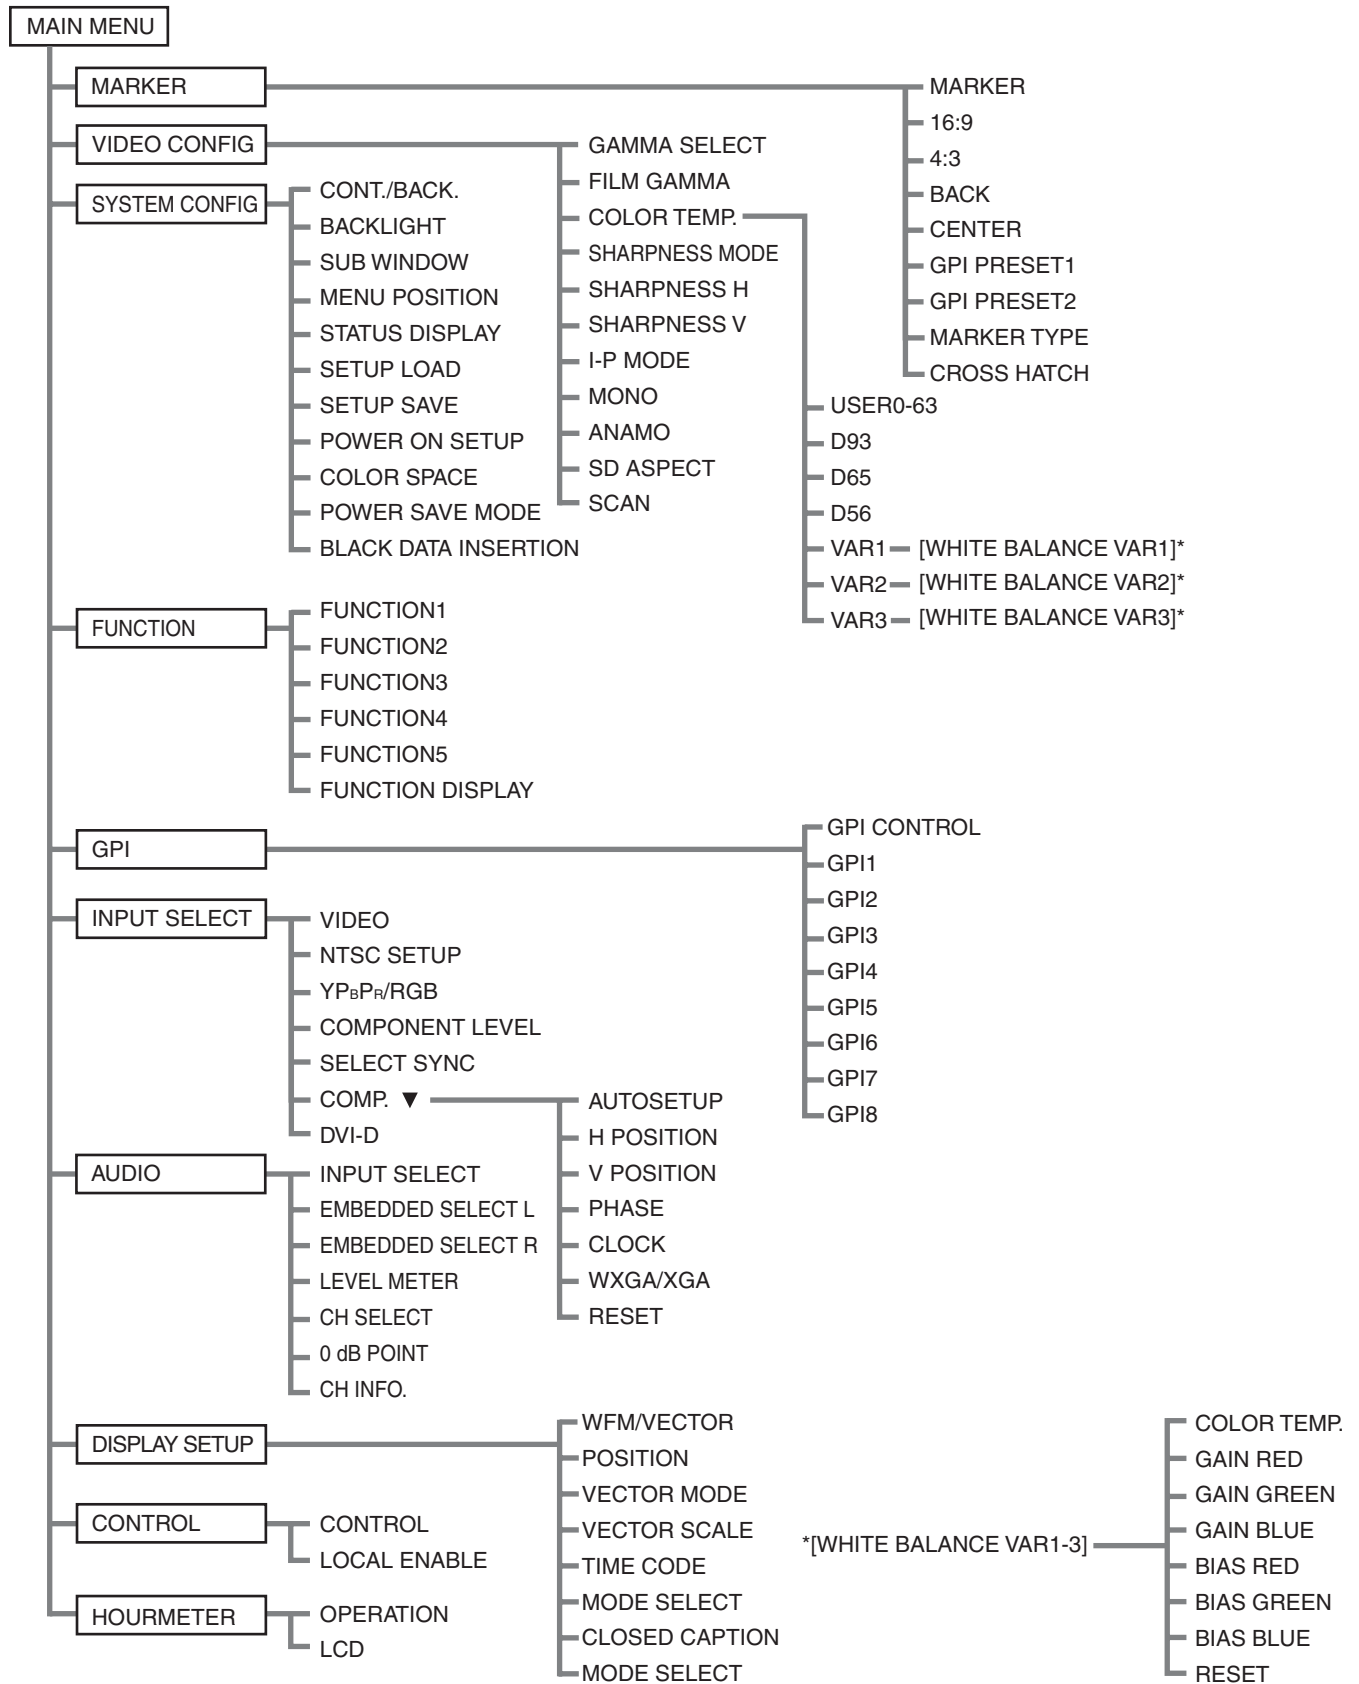 MAIN MENU
MARKER
MARKER
16:9
4:3
BACK
CENTER
GPI PRESET1
GPI PRESET2
MARKER TYPE
CROSS HATCH
VIDEO CONFIG
GAMMA SELECT
FILM GAMMA
COLOR TEMP.
SHARPNESS MODE
SHARPNESS H
SHARPNESS V
I-P MODE
MONO
ANAMO
SD ASPECT
SCAN
USER0-63
D93
D65
D56
VAR1
[WHITE BALANCE VAR1]*
VAR2
[WHITE BALANCE VAR2]*
VAR3
[WHITE BALANCE VAR3]*
SYSTEM CONFIG
CONT./BACK.
BACKLIGHT
SUB WINDOW
MENU POSITION
STATUS DISPLAY
SETUP LOAD
SETUP SAVE
POWER ON SETUP
COLOR SPACE
POWER SAVE MODE
BLACK DATA INSERTION
FUNCTION
FUNCTION1
FUNCTION2
FUNCTION3
FUNCTION4
FUNCTION5
FUNCTION DISPLAY
GPI
GPI CONTROL
GPI1
GPI2
GPI3
GPI4
GPI5
GPI6
GPI7
GPI8
INPUT SELECT
VIDEO
NTSC SETUP
YPBPR/RGB
COMPONENT LEVEL
SELECT SYNC
COMP. ▼
DVI-D
AUTOSETUP
H POSITION
V POSITION
PHASE
CLOCK
WXGA/XGA
RESET
AUDIO
INPUT SELECT
EMBEDDED SELECT L
EMBEDDED SELECT R
LEVEL METER
CH SELECT
0 dB POINT
CH INFO.
DISPLAY SETUP
WFM/VECTOR
POSITION
VECTOR MODE
VECTOR SCALE
TIME CODE
MODE SELECT
CLOSED CAPTION
MODE SELECT
CONTROL
CONTROL
LOCAL ENABLE
HOURMETER
OPERATION
LCD
*[WHITE BALANCE VAR1-3]
COLOR TEMP.
GAIN RED
GAIN GREEN
GAIN BLUE
BIAS RED
BIAS GREEN
BIAS BLUE
RESET